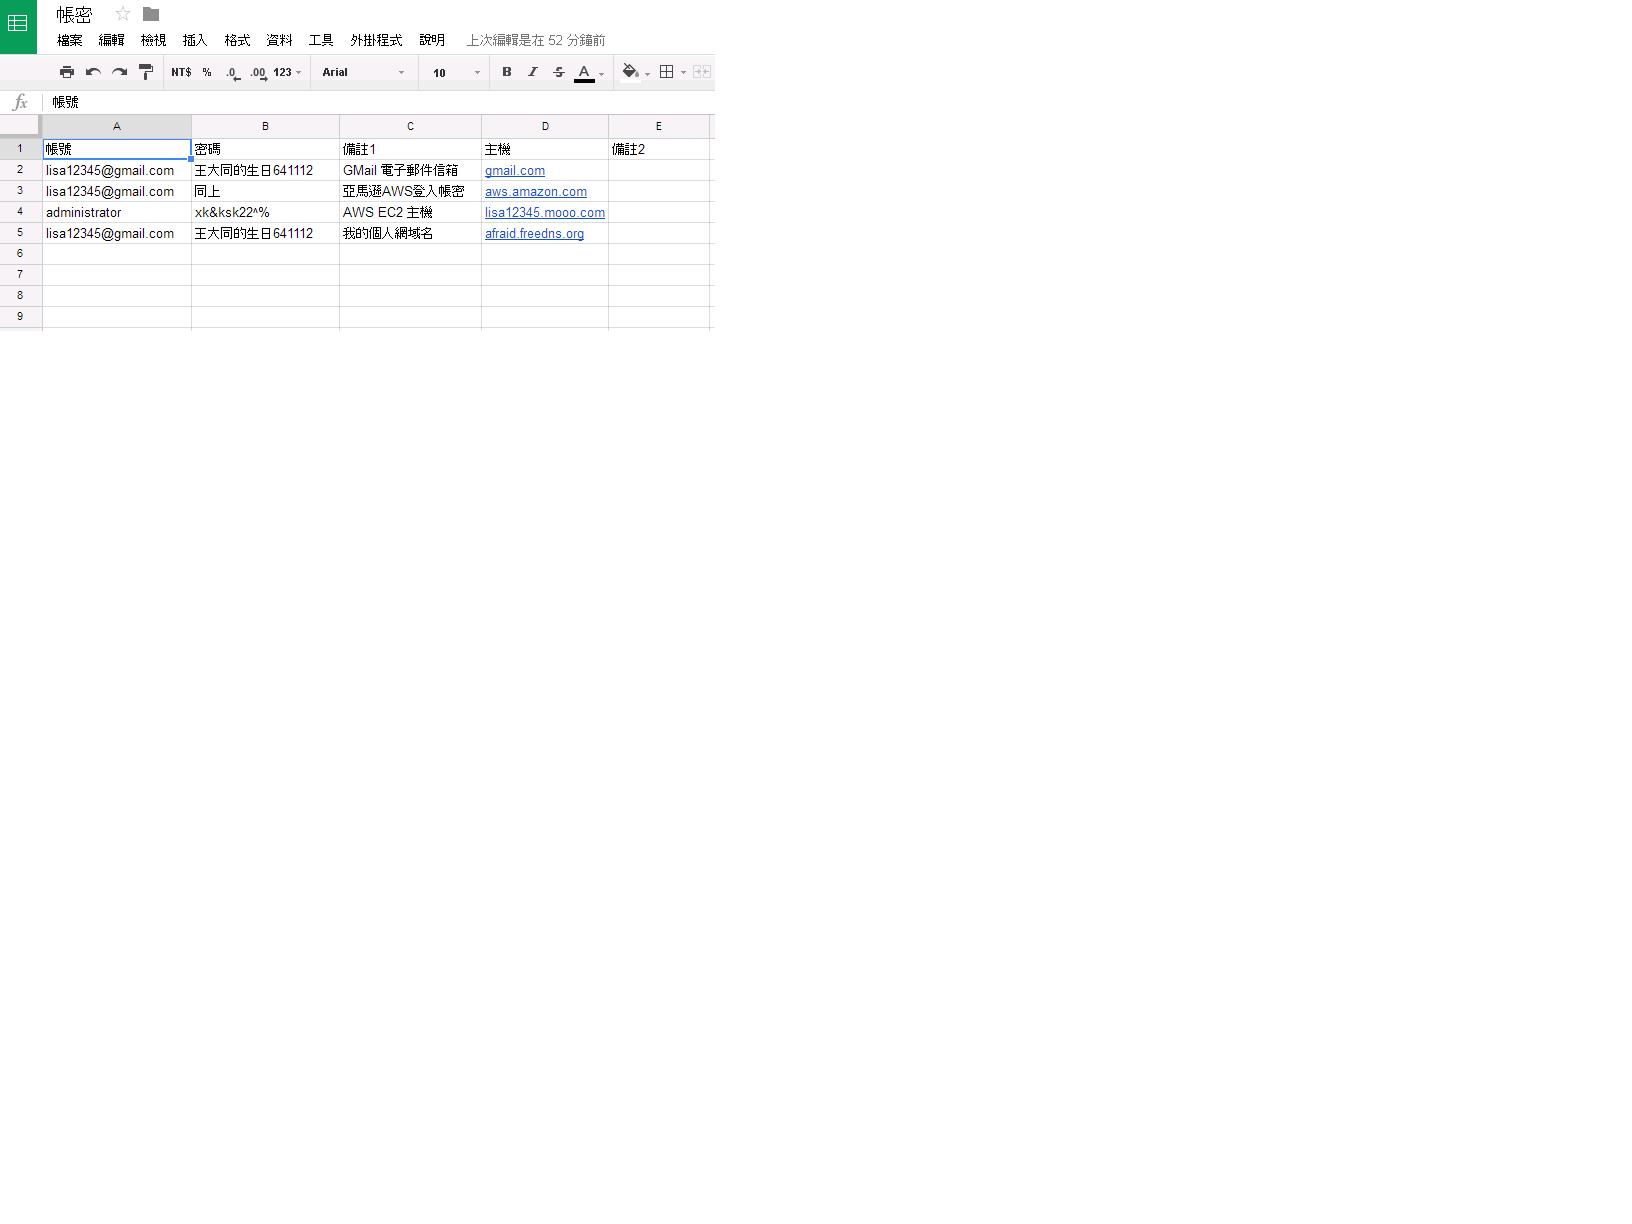 帳密
檔案 編輯 檢視 插入 格式 資料 工具 外掛程式 說明 上次編輯是在 52 分鐘前
NT$ % .0 .00 123 Arial 10 B I S A
fx 帳號
A B C D E
1 帳號 密碼 備註1 主機 備註2
2 lisa12345@gmail.com 王大同的生日641112 GMail 電子郵件信箱 gmail.com
3 lisa12345@gmail.com 同上 亞馬遜AWS登入帳密 aws.amazon.com
4 administrator xk&ksk22^% AWS EC2 主機 lisa12345.mooo.com
5 lisa12345@gmail.com 王大同的生日641112 我的個人網域名 afraid.freedns.org
6
7
8
9